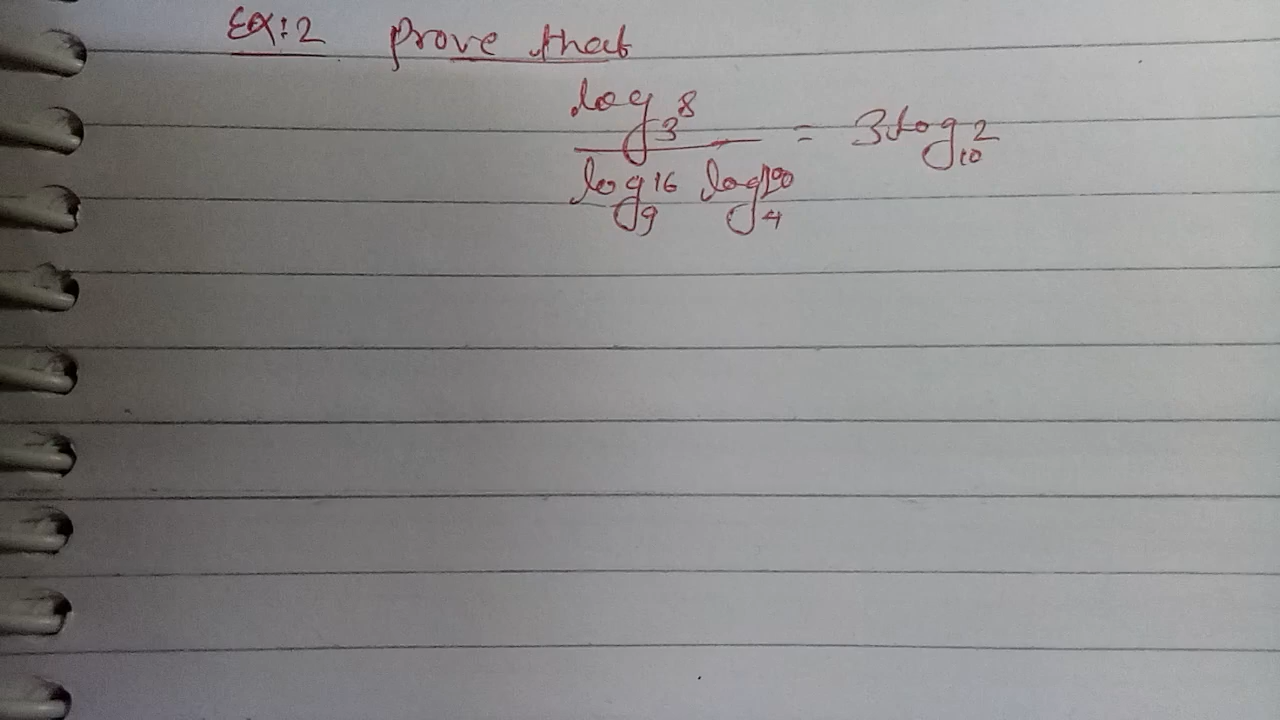 Ex:2 Prove that
log₃8 / log₉16 log₄100 = 3log₁₀2